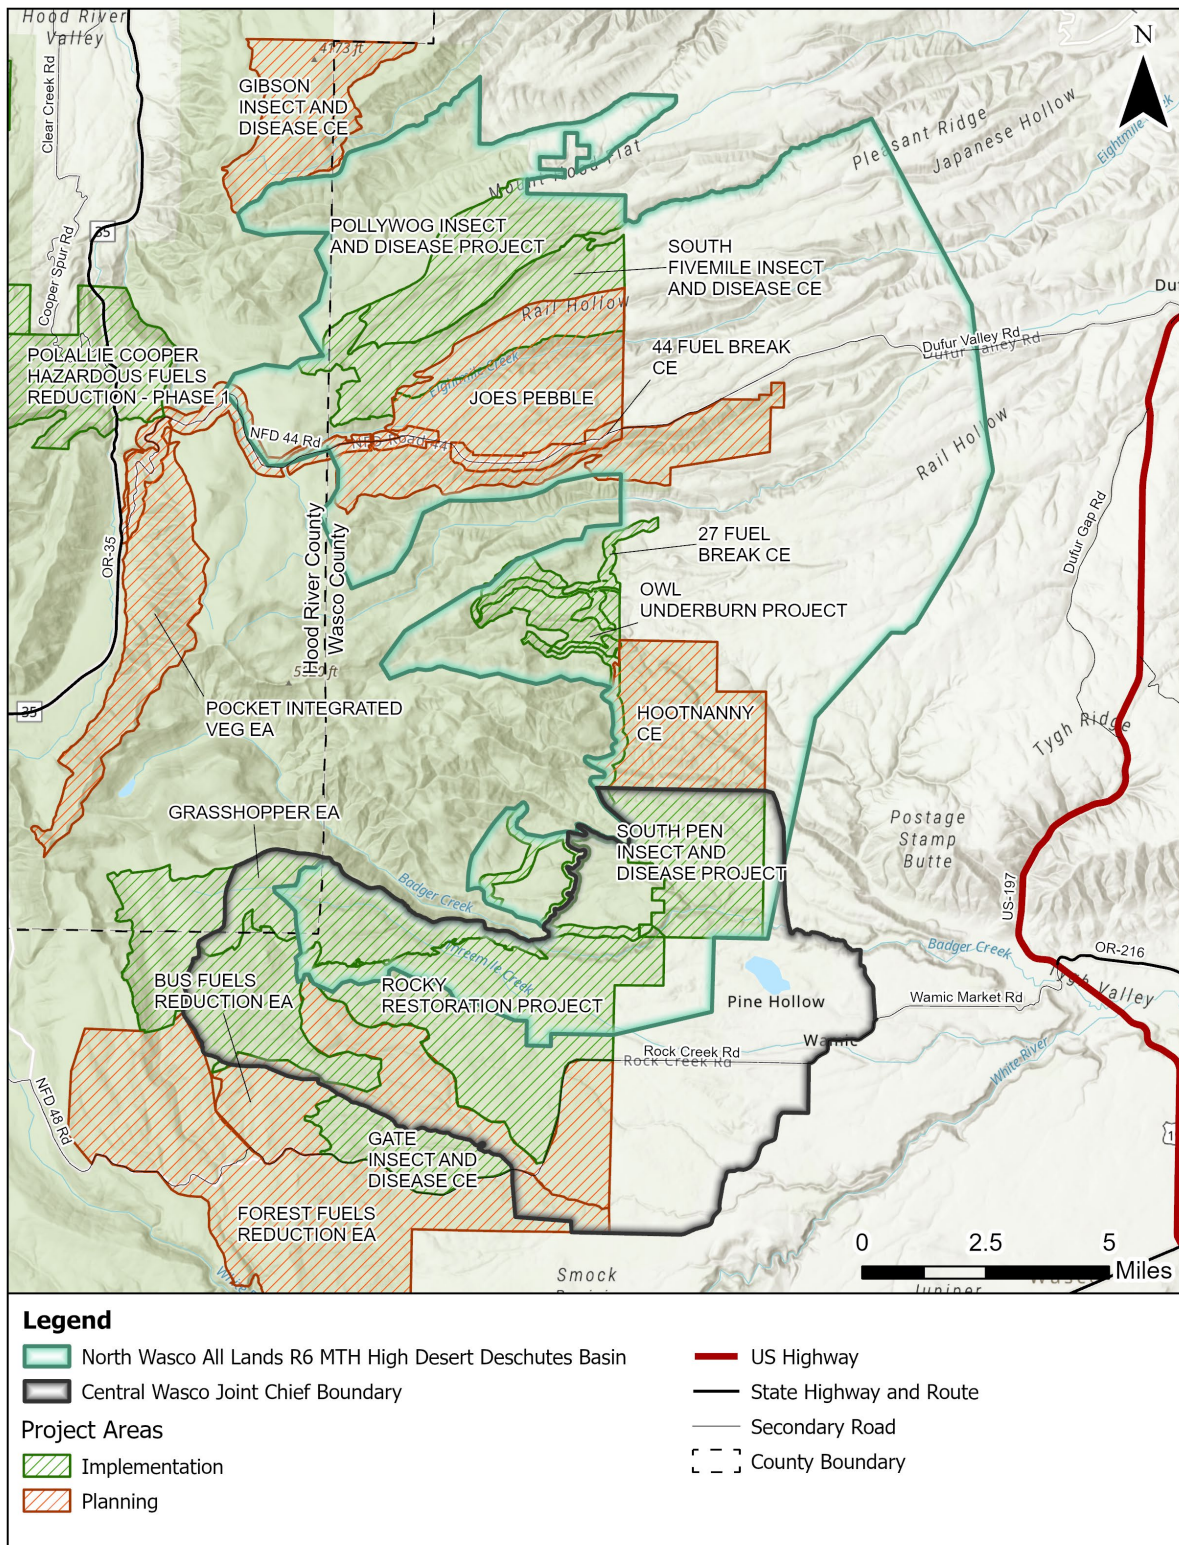 Hood River
Valley
4173 ft
N
Clear Creek Rd
GIBSON
INSECT AND
DISEASE CE
Pleasant Ridge
Japanese Hollow
Eightmile Creek
Mount Hood Flat
35
Cooper Spur Rd
POLLYWOG INSECT
AND DISEASE PROJECT
SOUTH
FIVEMILE INSECT
AND DISEASE CE
Rail Hollow
Duf
Dufur Valley Rd
Dufur Valley Rd
44 FUEL BREAK
CE
POLALLIE COOPER
HAZARDOUS FUELS
REDUCTION - PHASE 1
Eightmile Creek
JOES PEBBLE
NFD 44 Rd
NFD Road 44
Rail Hollow
Dufur Gap Rd
OR-35
Hood River County
Wasco County
27 FUEL
BREAK CE
OWL
UNDERBURN PROJECT
35
POCKET INTEGRATED
VEG EA
HOOTNANNY
CE
Tygh Ridge
GRASSHOPPER EA
SOUTH PEN
INSECT AND
DISEASE PROJECT
Postage
Stamp
Butte
Badger Creek
US-197
Badger Creek
OR-216
Threemile Creek
Tygh Valley
BUS FUELS
REDUCTION EA
ROCKY
RESTORATION PROJECT
Pine Hollow
Wamic Market Rd
Wamic
Rock Creek Rd
Rock Creek Rd
White River
NFD 48 Rd
1
GATE
INSECT AND
DISEASE CE
FOREST FUELS
REDUCTION EA
0 2.5 5
Miles
Smock
Juniper
Legend
North Wasco All Lands R6 MTH High Desert Deschutes Basin
Central Wasco Joint Chief Boundary
Project Areas
Implementation
Planning
US Highway
State Highway and Route
Secondary Road
County Boundary